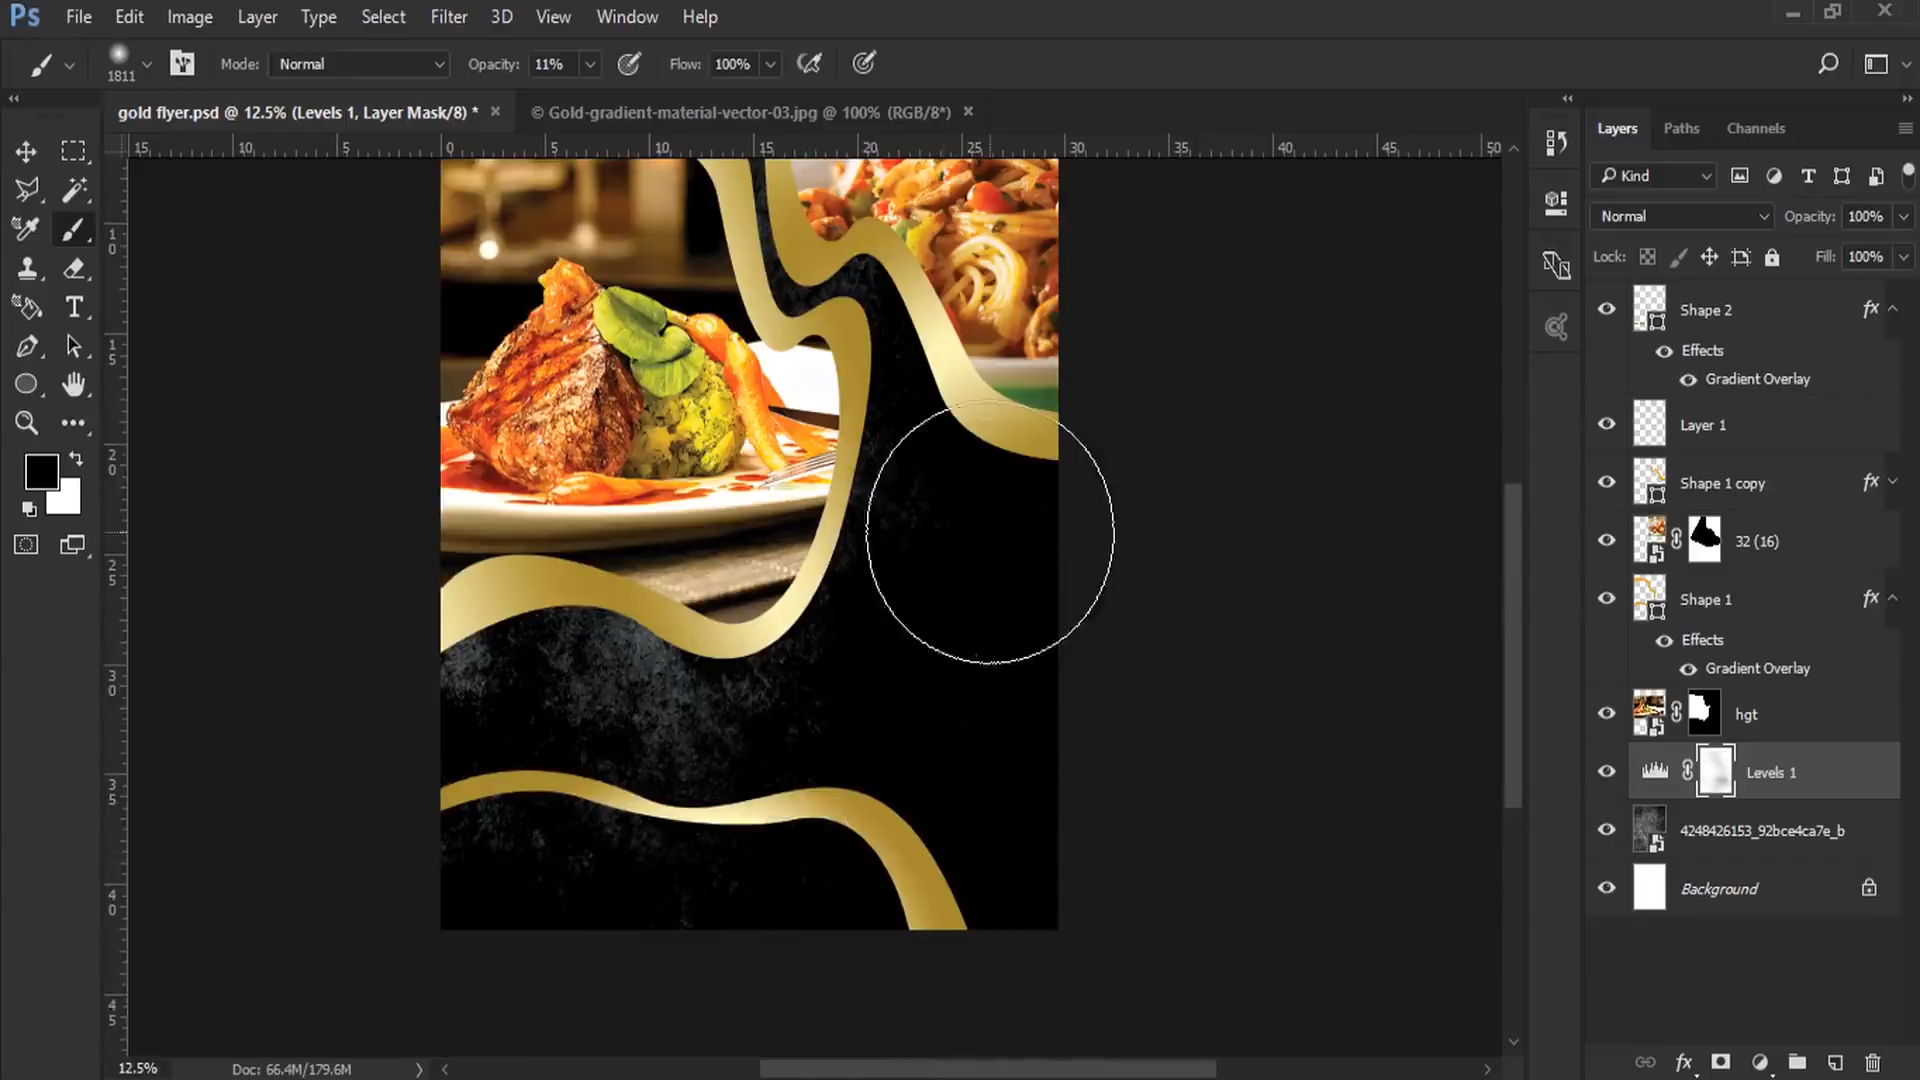 Ps File Edit Image Layer Type Select Filter 3D View Window Help
1811 Mode: Normal Opacity: 11% Flow: 100%
gold flyer.psd @ 12.5% (Levels 1, Layer Mask/8) * × © Gold-gradient-material-vector-03.jpg @ 100% (RGB/8*) ×
15 10 5 0 5 10 15 20 25 30 35 40 45 50
10
15
20
25
30
35
40
45
Layers Paths Channels
Kind
Normal Opacity: 100%
Lock: Fill: 100%
Shape 2 fx
Effects
Gradient Overlay
Layer 1
Shape 1 copy fx
32 (16)
Shape 1 fx
Effects
Gradient Overlay
hgt
Levels 1
4248426153_92bce4ca7e_b
Background
12.5% Doc: 66.4M/179.6M
fx